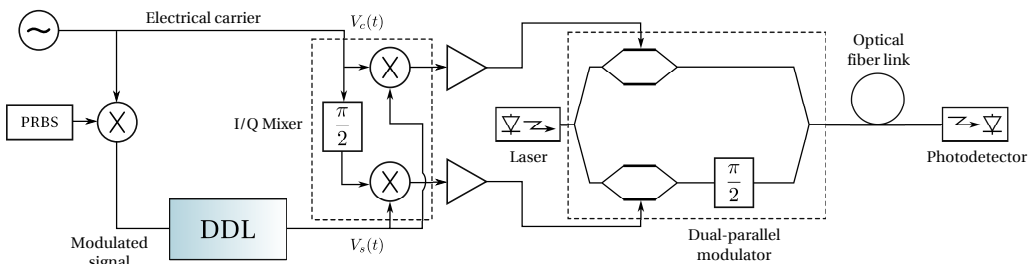 Electrical carrier
V_c(t)
PRBS
I/Q Mixer
π
2
DDL
Modulated
signal
V_s(t)
Laser
π
2
Dual-parallel
modulator
Optical
fiber link
Photodetector